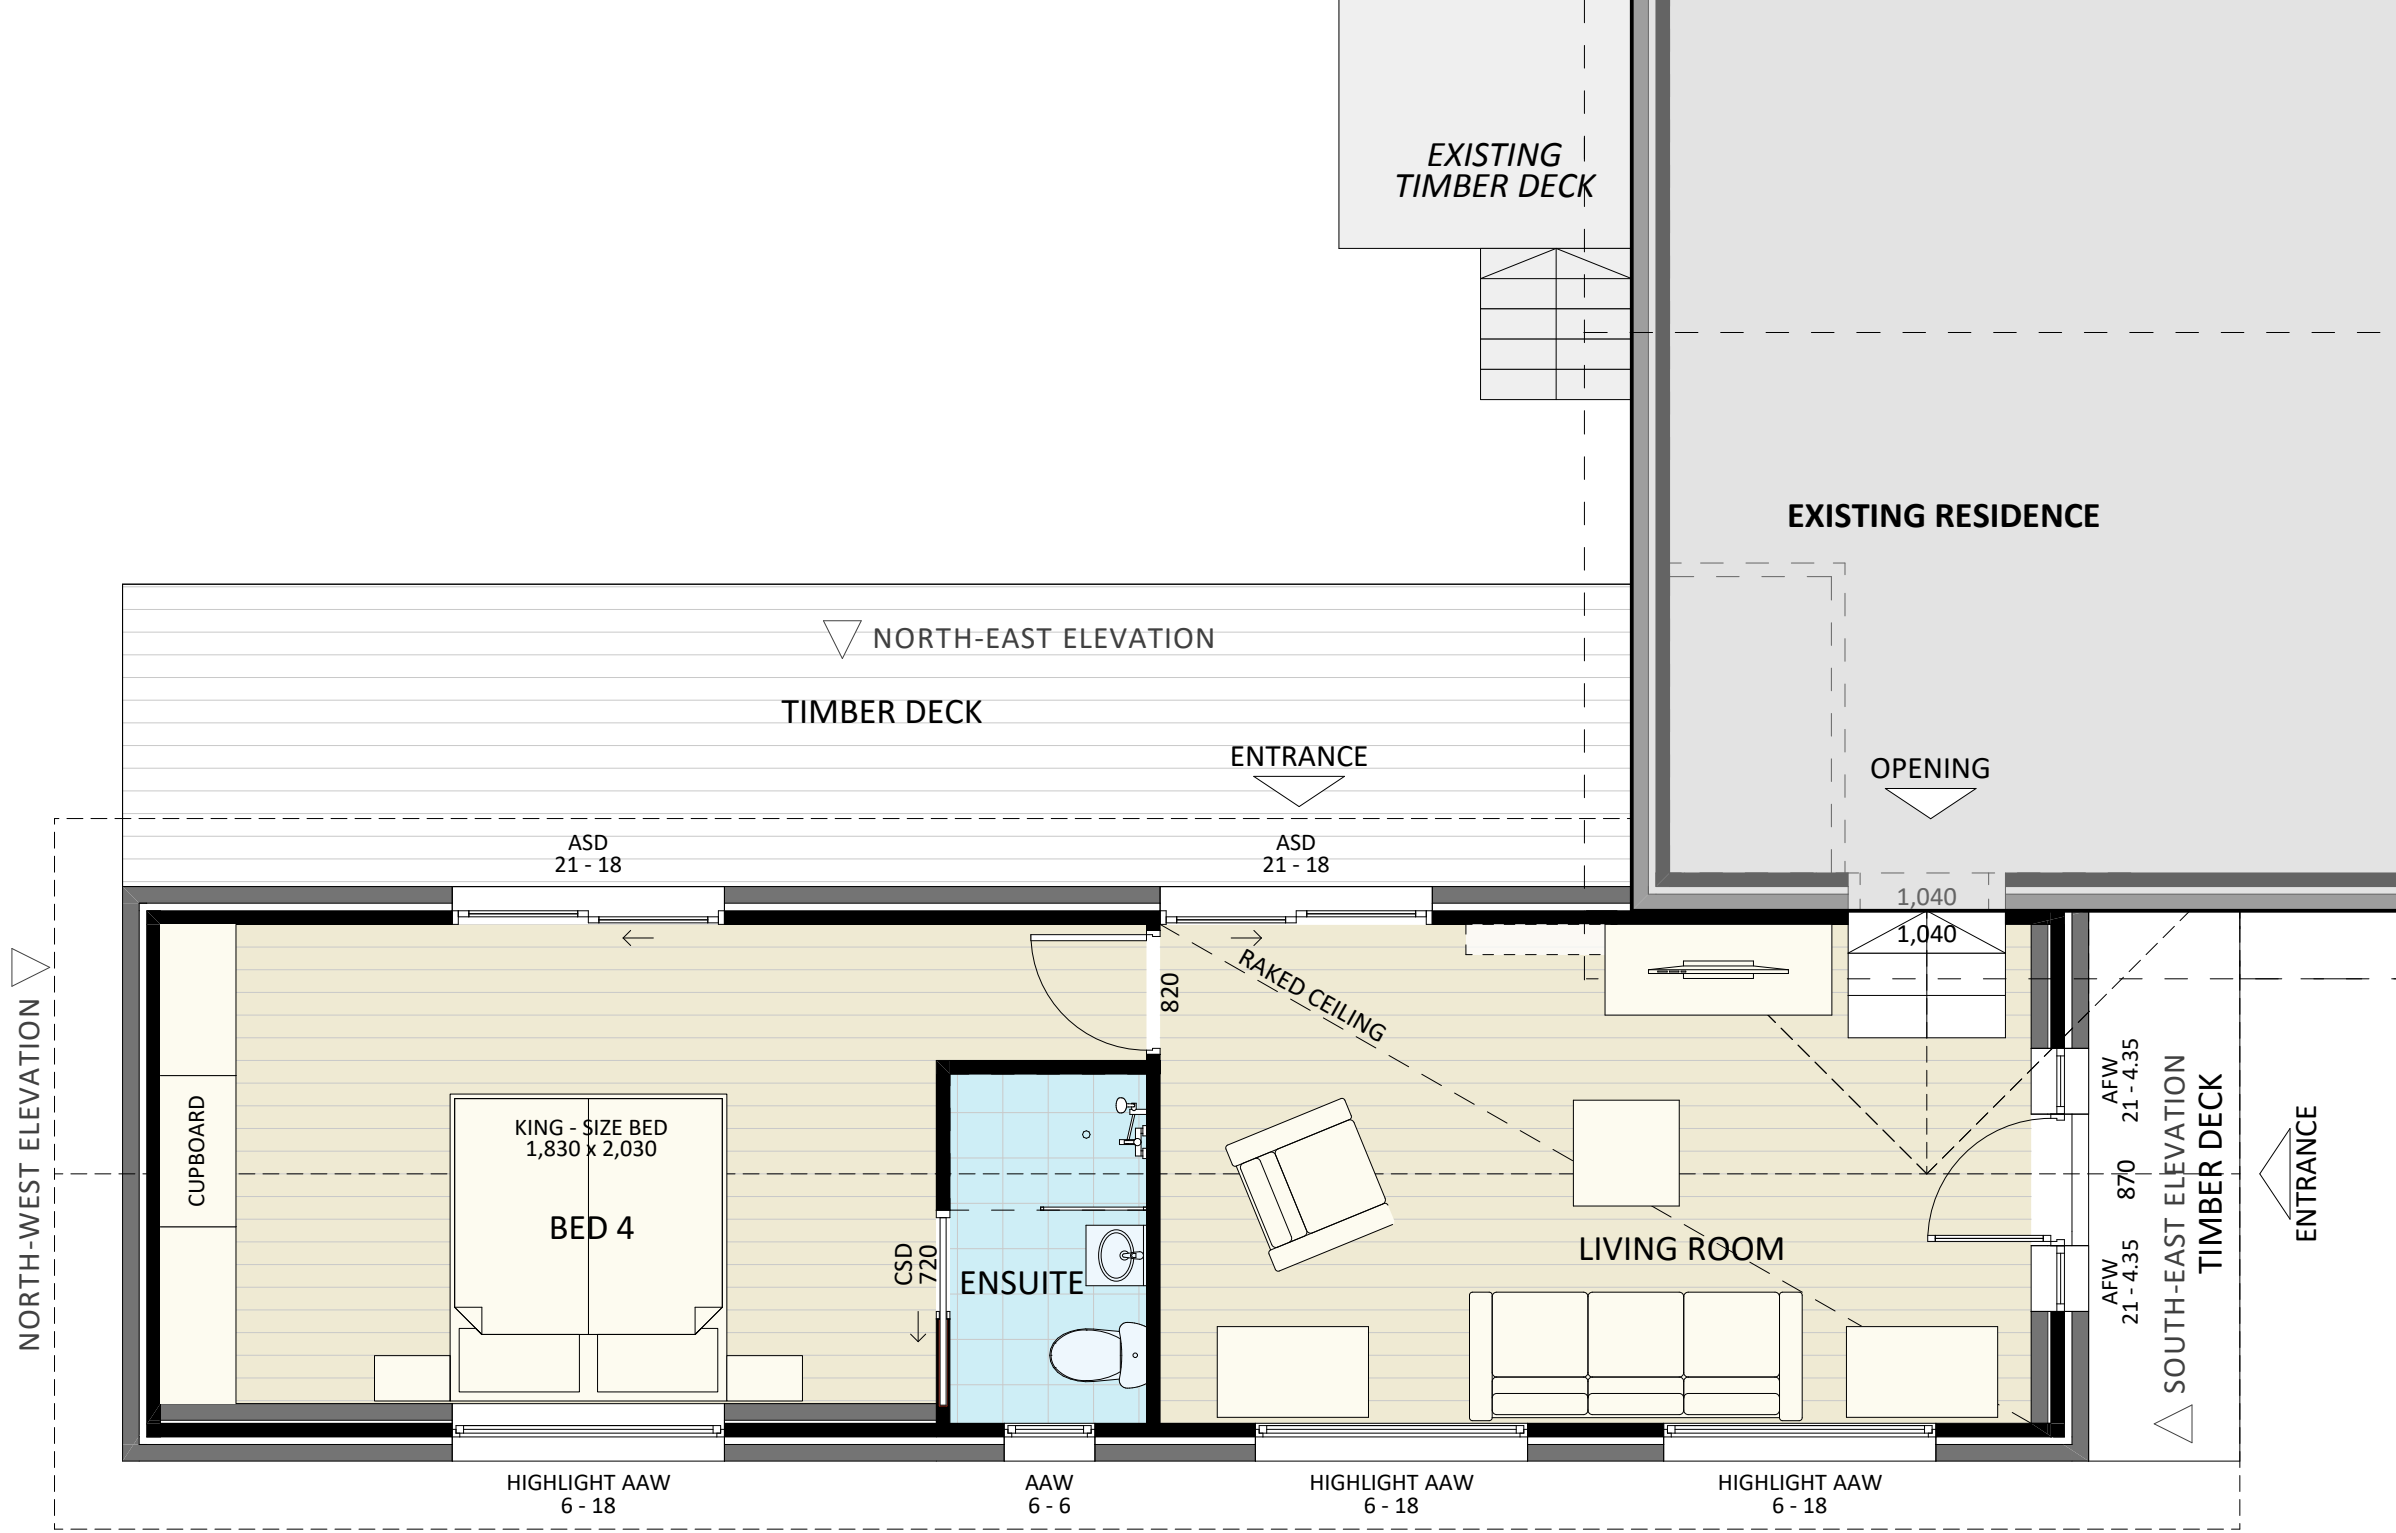 EXISTING
TIMBER DECK
EXISTING RESIDENCE
NORTH-EAST ELEVATION
TIMBER DECK
ENTRANCE
OPENING
ASD
21 - 18
ASD
21 - 18
1,040
1,040
RAKED CEILING
820
NORTH-WEST ELEVATION
CUPBOARD
KING - SIZE BED
1,830 x 2,030
BED 4
CSD
720
ENSUITE
LIVING ROOM
AFW
21 - 4.35
870
AFW
21 - 4.35
SOUTH-EAST ELEVATION
TIMBER DECK
ENTRANCE
HIGHLIGHT AAW
6 - 18
AAW
6 - 6
HIGHLIGHT AAW
6 - 18
HIGHLIGHT AAW
6 - 18